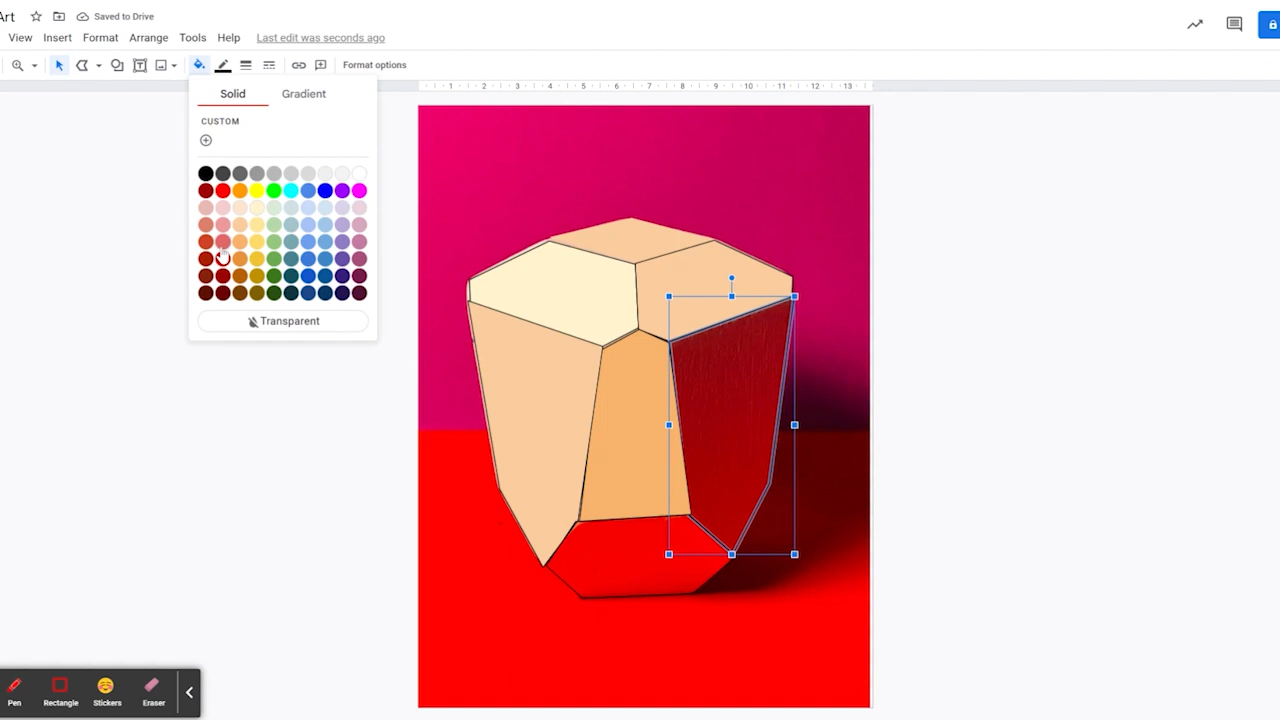 Art
Saved to Drive
View Insert Format Arrange Tools Help Last edit was seconds ago
Format options
1 2 3 4 5 6 7 8 9 10 11 12 13
Solid Gradient
CUSTOM
Transparent
Pen Rectangle Stickers Eraser